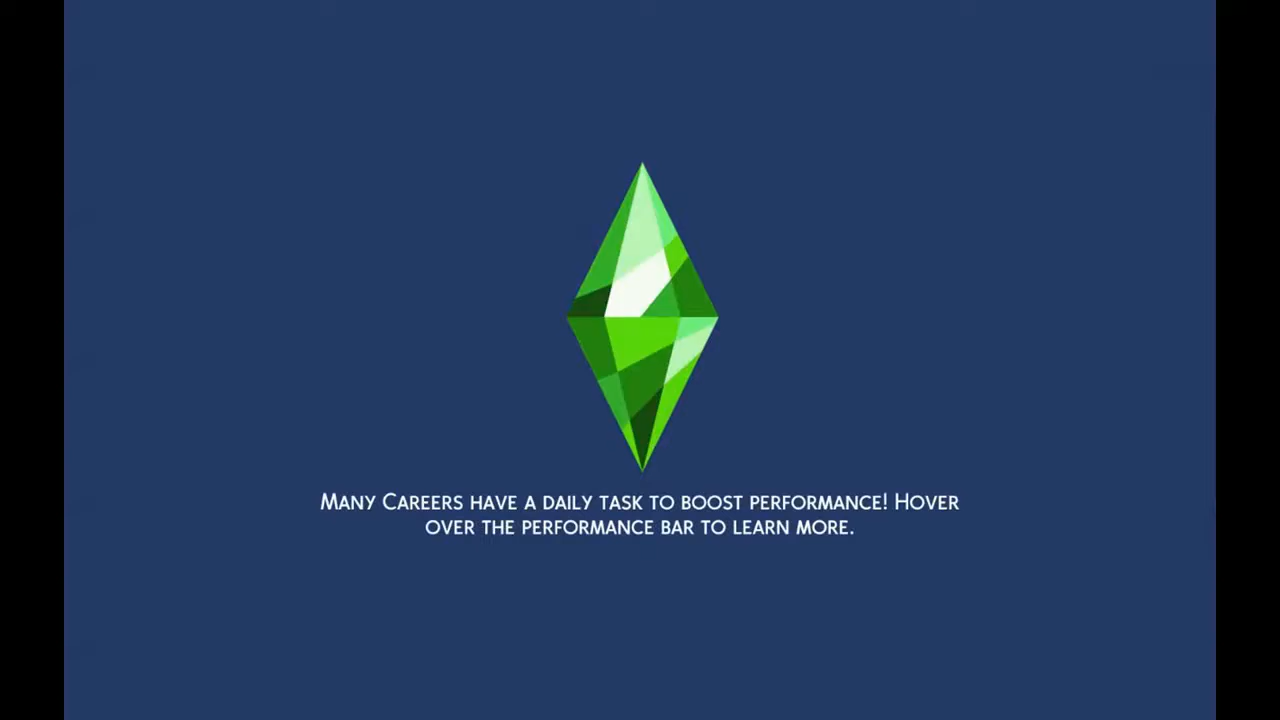 Many Careers have a daily task to boost performance! Hover
over the performance bar to learn more.